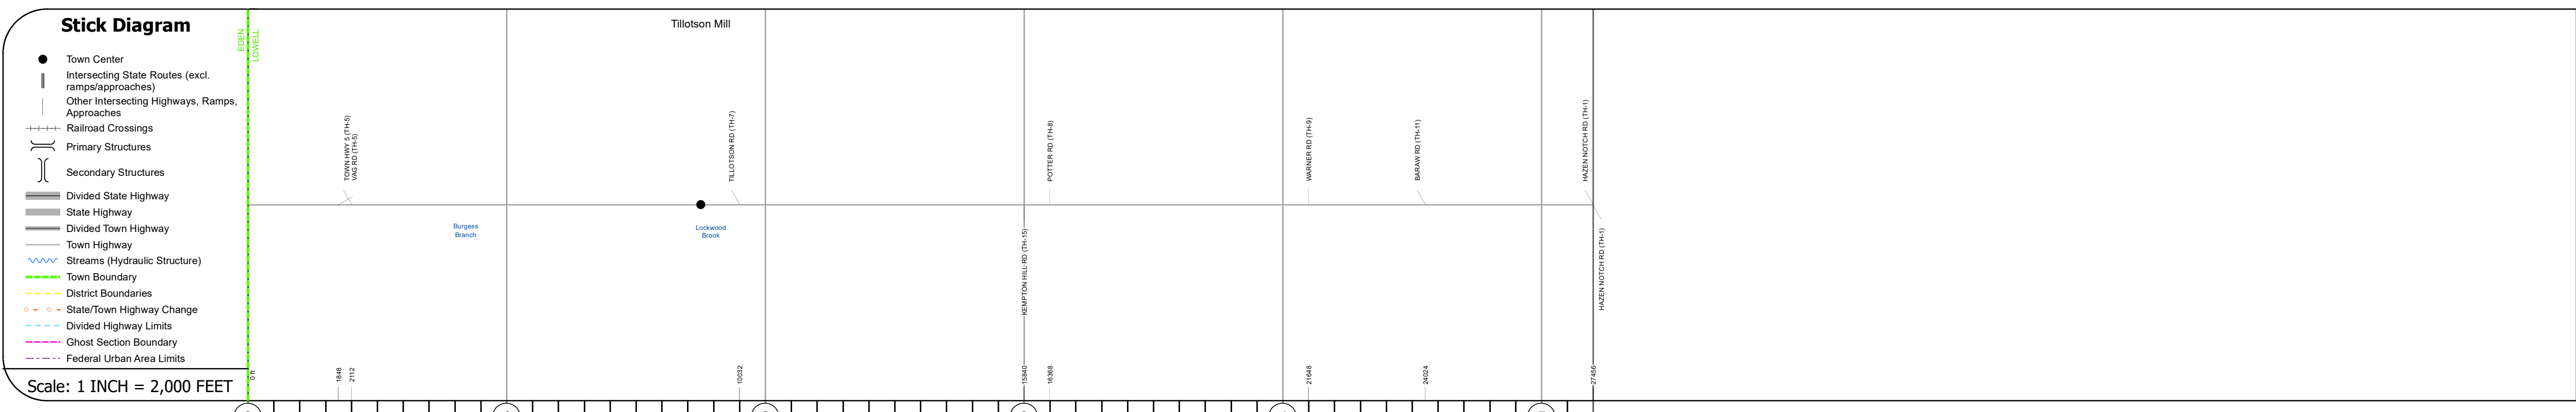 Stick Diagram
Town Center
Intersecting State Routes (excl.
ramps/approaches)
Other Intersecting Highways, Ramps,
Approaches
Railroad Crossings
Primary Structures
Secondary Structures
Divided State Highway
State Highway
Divided Town Highway
Town Highway
Streams (Hydraulic Structure)
Town Boundary
District Boundaries
State/Town Highway Change
Divided Highway Limits
Ghost Section Boundary
Federal Urban Area Limits
Scale: 1 INCH = 2,000 FEET
EDEN
LOWELL
Tillotson Mill
TOWN HWY 5 (TH-5)
VAG RD (TH-5)
TILLOTSON RD (TH-7)
POTTER RD (TH-8)
WARNER RD (TH-9)
BARAW RD (TH-11)
HAZEN NOTCH RD (TH-1)
Burgess
Branch
Lockwood
Brook
KEMPTON HILL RD (TH-15)
HAZEN NOTCH RD (TH-1)
0 ft
1848
2112
10032
15840
16368
21648
24024
27456